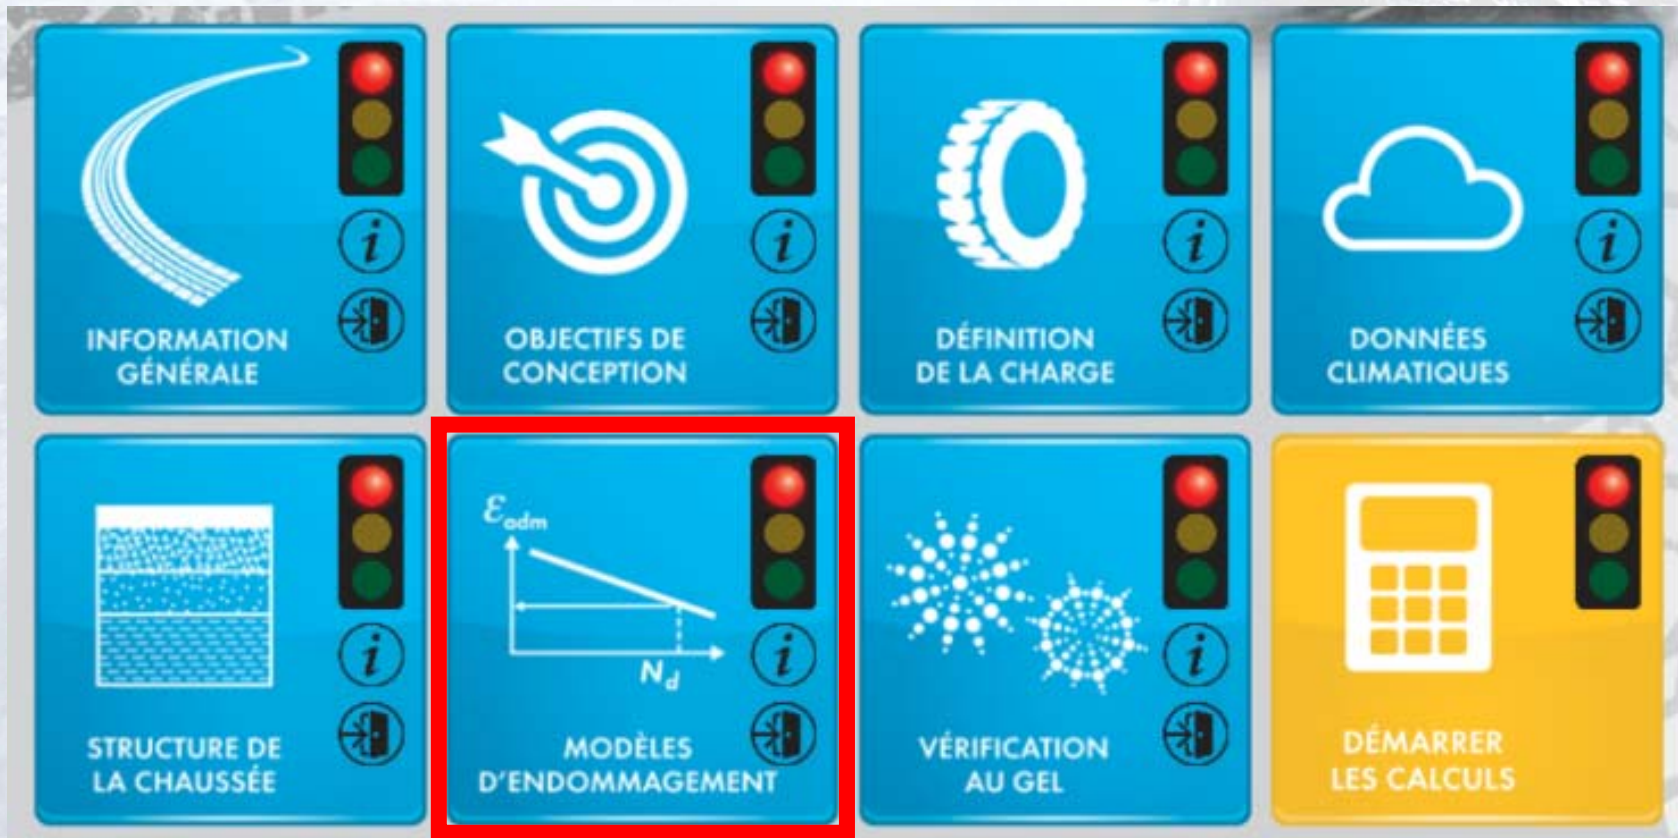 INFORMATION
GÉNÉRALE
i
OBJECTIFS DE
CONCEPTION
i
DÉFINITION
DE LA CHARGE
i
DONNÉES
CLIMATIQUES
i
STRUCTURE DE
LA CHAUSSÉE
i
εadm
Nd
MODÈLES
D'ENDOMMAGEMENT
i
VÉRIFICATION
AU GEL
i
DÉMARRER
LES CALCULS